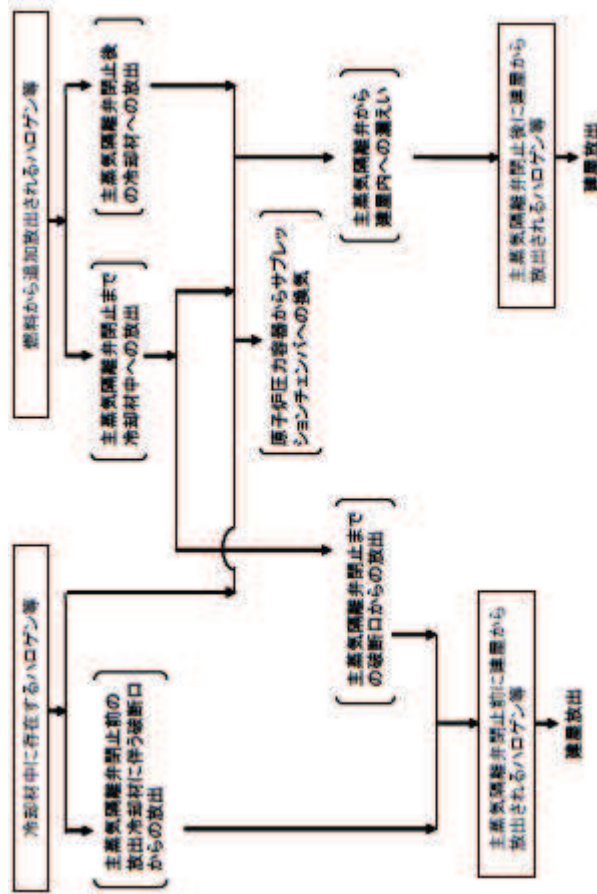 冷却材中に存在するハロゲン等
燃料から追加放出されるハロゲン等
主蒸気隔離弁閉止前の
放出冷却材に伴う破断口
からの放出
主蒸気隔離弁閉止まで
冷却材中への放出
主蒸気隔離弁閉止後
の冷却材への放出
主蒸気隔離弁閉止まで
の破断口からの放出
原子炉圧力容器からサプレッ
ションチェンバへの換気
主蒸気隔離弁から
建屋内への漏えい
主蒸気隔離弁閉止前に建屋から
放出されるハロゲン等
主蒸気隔離弁閉止後に建屋から
放出されるハロゲン等
建屋放出
建屋放出